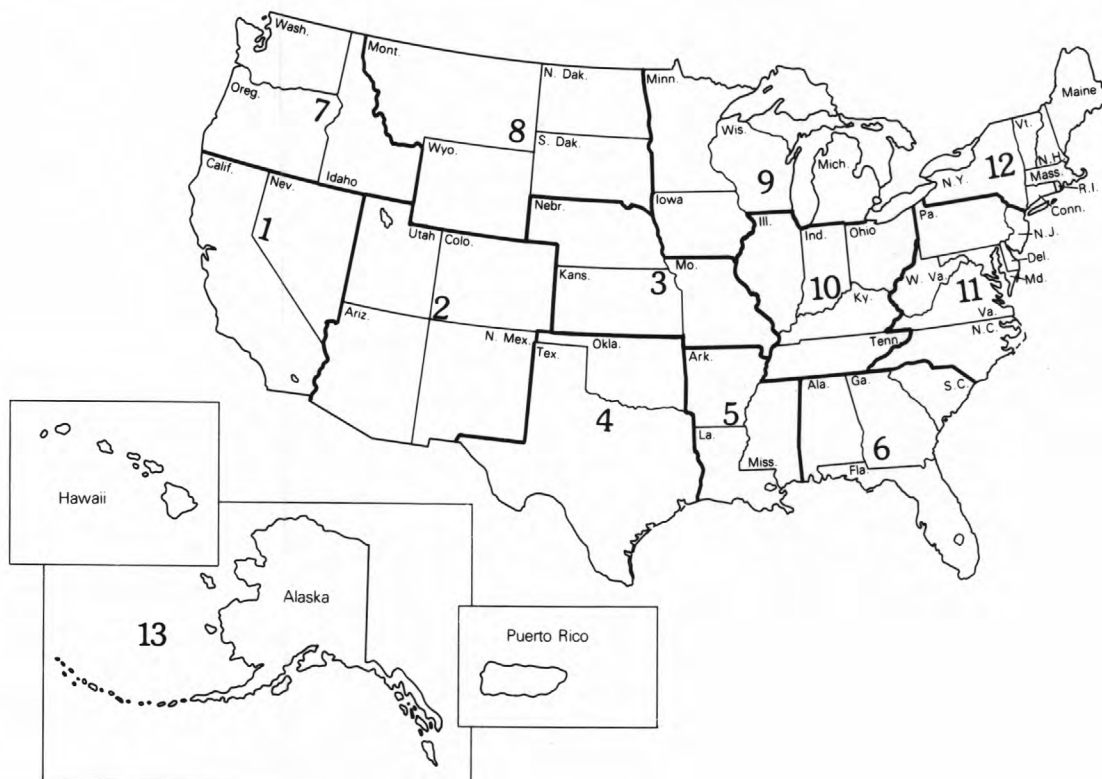 Wash.
Mont.
N. Dak.
Minn.
Oreg.
7
8
Maine
Vt.
Wis.
S. Dak.
Mich.
12
N.H.
Wyo.
Calif.
Nev.
Idaho
9
N.Y.
Mass.
R.I.
Iowa
Conn.
Nebr.
Pa.
1
Utah
Colo.
Ill.
Ind.
Ohio
N.J.
Del.
Kans.
3
Mo.
W. Va.
Md.
10
11
Ky.
Va.
2
Ariz.
N. Mex.
Okla.
Tenn.
N.C.
Tex.
Ark.
Ala.
Ga.
S.C.
4
5
La.
6
Miss.
Fla.
Hawaii
Alaska
13
Puerto Rico